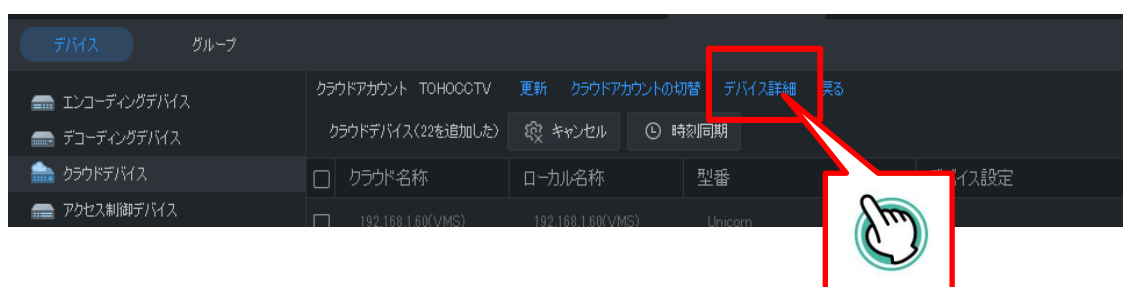 デバイス グループ
クラウドアカウント TOHOCCTV 更新 クラウドアカウントの切替 デバイス詳細 戻る
エンコーディングデバイス
デコーディングデバイス
クラウドデバイス
アクセス制御デバイス
クラウドデバイス(22を追加した) キャンセル 時刻同期
クラウド名称 ローカル名称 型番 デバイス設定
192.168.1.60(VMS) 192.168.1.60(VMS) Unicorn